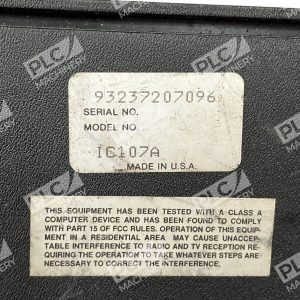 93237207096
SERIAL NO.
MODEL NO.
IC107A
MADE IN U.S.A.
THIS EQUIPMENT HAS BEEN TESTED WITH A CLASS A
COMPUTER DEVICE AND HAS BEEN FOUND TO COMPLY
WITH PART 15 OF FCC RULES. OPERATION OF THIS EQUIP-
MENT IN A RESIDENTIAL AREA MAY CAUSE UNACCEP-
TABLE INTERFERENCE TO RADIO AND TV RECEPTION RE-
QUIRING THE OPERATION TO TAKE WHATEVER STEPS ARE
NECESSARY TO CORRECT THE INTERFERENCE.
PLC
MACHINERY